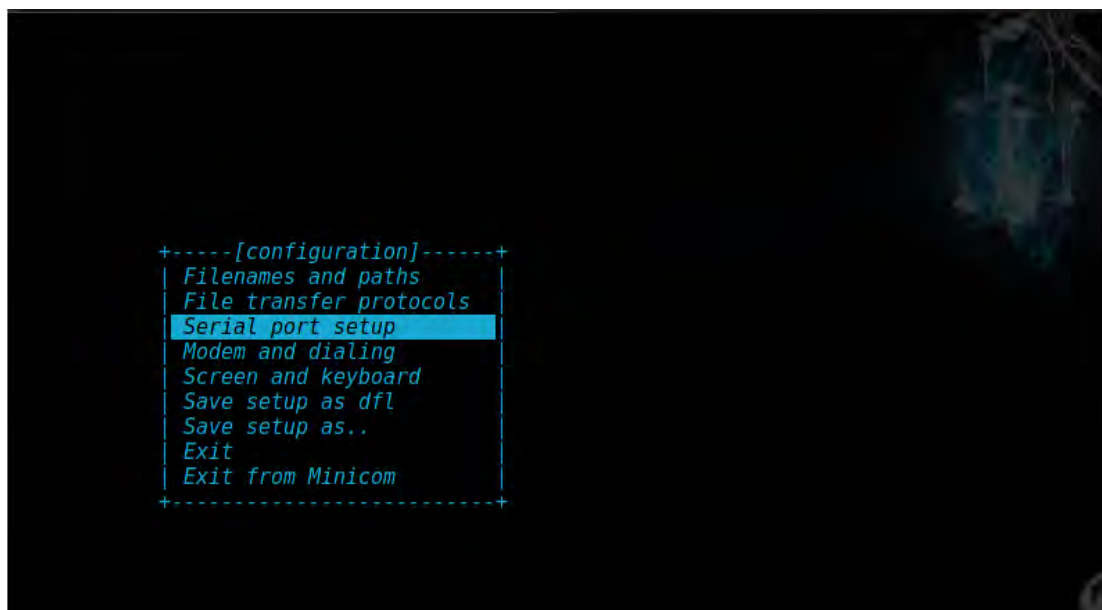 +-----[configuration]------+
| Filenames and paths |
| File transfer protocols |
| Serial port setup |
| Modem and dialing |
| Screen and keyboard |
| Save setup as dfl |
| Save setup as.. |
| Exit |
| Exit from Minicom |
+--------------------------+